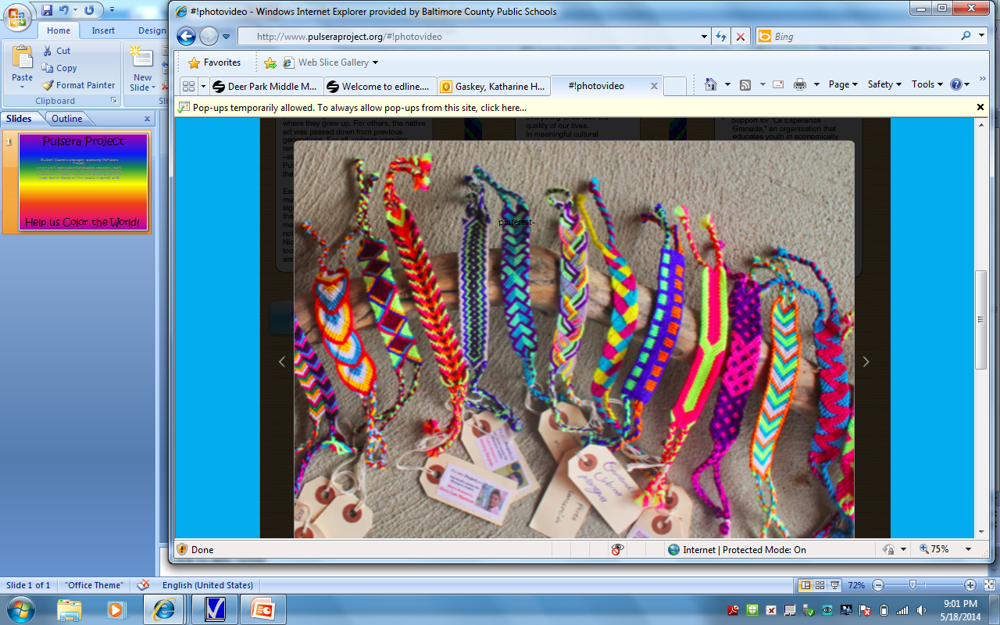 #!photovideo - Windows Internet Explorer provided by Baltimore County Public Schools
http://www.pulseraproject.org/#!photovideo
Bing
Favorites
Web Slice Gallery
Deer Park Middle M...
Welcome to edline....
Gaskey, Katharine H...
#!photovideo
Page
Safety
Tools
Pop-ups temporarily allowed. To always allow pop-ups from this site, click here...
Home
Insert
Design
Paste
Cut
Copy
Format Painter
New
Slide
Clipboard
Slides
Outline
1
Pulsera Project
Help us Color the World!
where they grew up. For others, the native
art was passed down from previous
quality of our lives.
In meaningful cultural
Support for "La Esperanza
Granada," an organization that
educates youth in economically
pinterest-
Done
Internet | Protected Mode: On
75%
Slide 1 of 1
"Office Theme"
English (United States)
72%
9:01 PM
5/18/2014